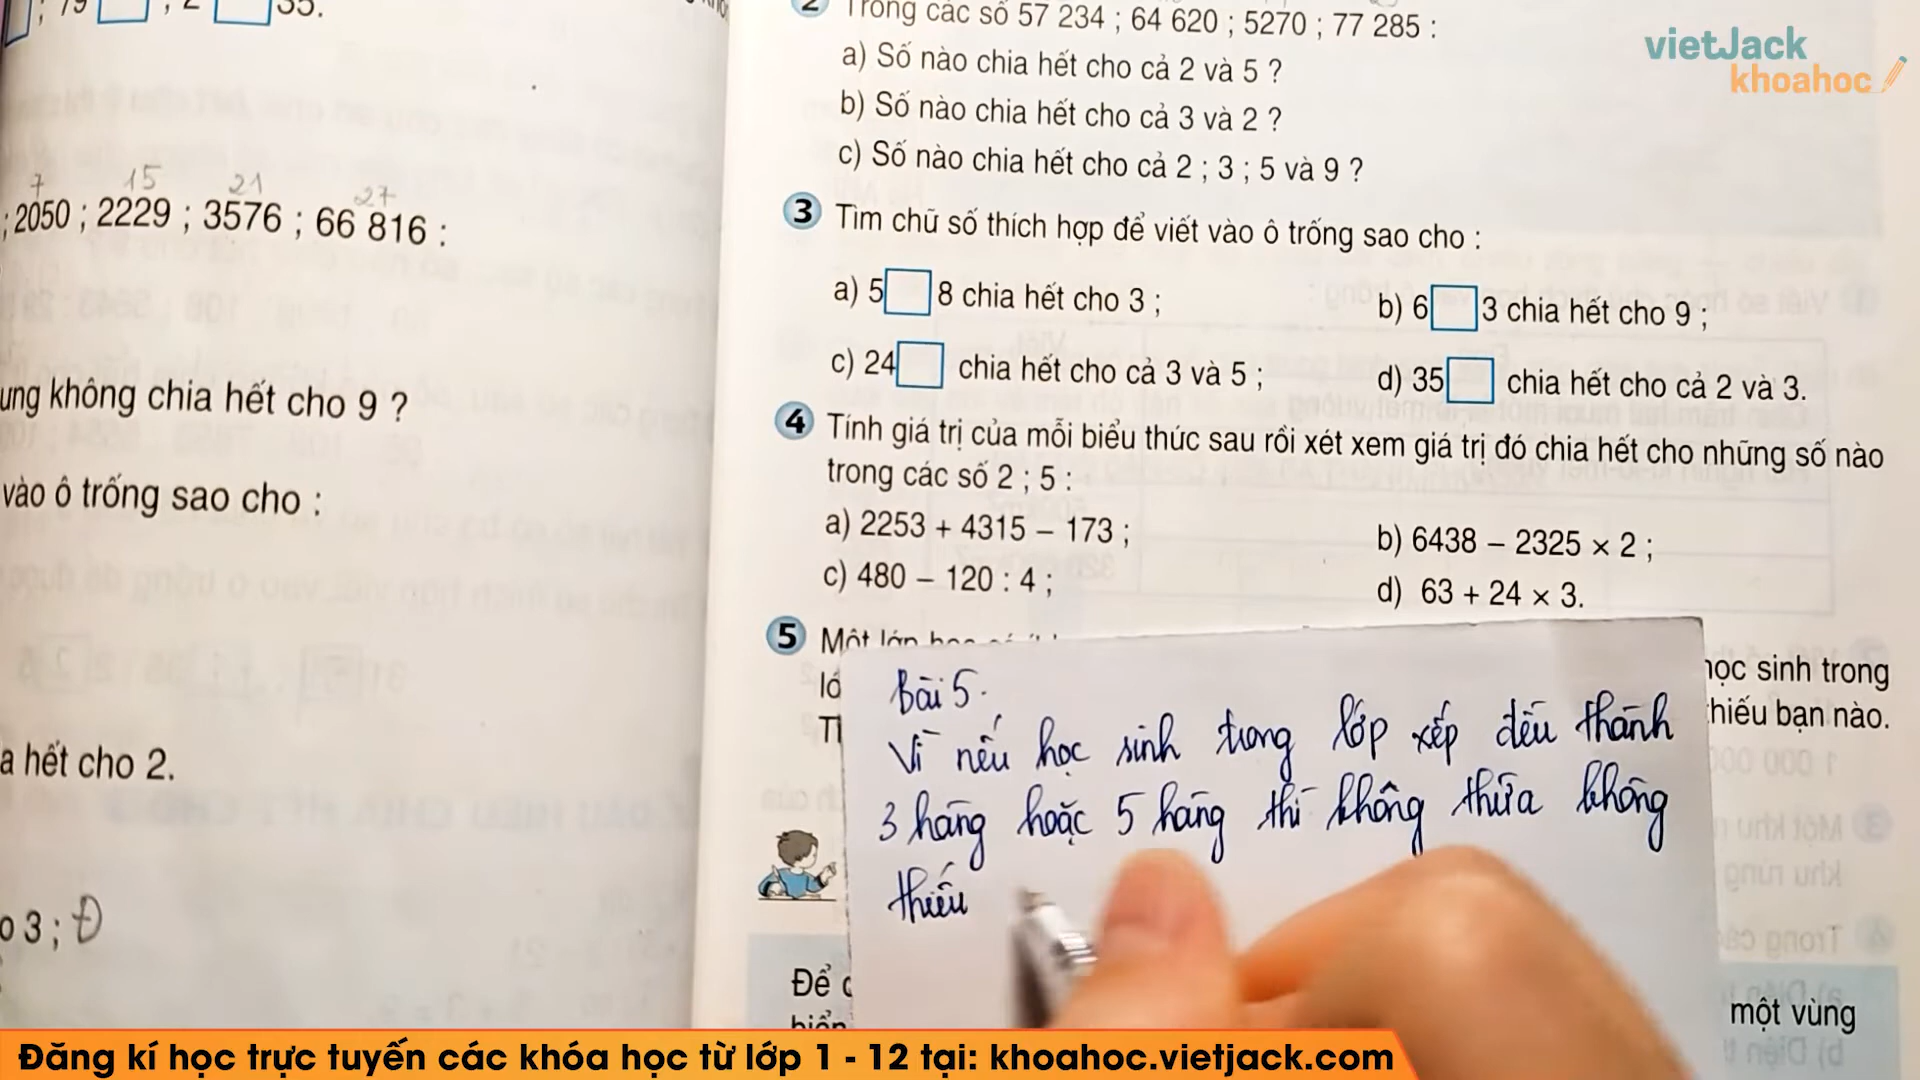 ; 2050 ; 2229 ; 3576 ; 66 816 :
7 15 21 27
ưng không chia hết cho 9 ?
vào ô trống sao cho :
a hết cho 2.
o 3 ; Đ
2 Trong các số 57 234 ; 64 620 ; 5270 ; 77 285 :
a) Số nào chia hết cho cả 2 và 5 ?
b) Số nào chia hết cho cả 3 và 2 ?
c) Số nào chia hết cho cả 2 ; 3 ; 5 và 9 ?
3 Tìm chữ số thích hợp để viết vào ô trống sao cho :
a) 5 8 chia hết cho 3 ;
b) 6 3 chia hết cho 9 ;
c) 24 chia hết cho cả 3 và 5 ;
d) 35 chia hết cho cả 2 và 3.
4 Tính giá trị của mỗi biểu thức sau rồi xét xem giá trị đó chia hết cho những số nào
trong các số 2 ; 5 :
a) 2253 + 4315 – 173 ;
b) 6438 – 2325 × 2 ;
c) 480 – 120 : 4 ;
d) 63 + 24 × 3.
5 Một lớp
học sinh trong
thiếu bạn nào.
Bài 5.
Vì nếu học sinh trong lớp xếp đều thành
3 hàng hoặc 5 hàng thì không thừa không
thiếu
Để
một vùng
vietJack
khoahoc
Đăng kí học trực tuyến các khóa học từ lớp 1 - 12 tại: khoahoc.vietjack.com